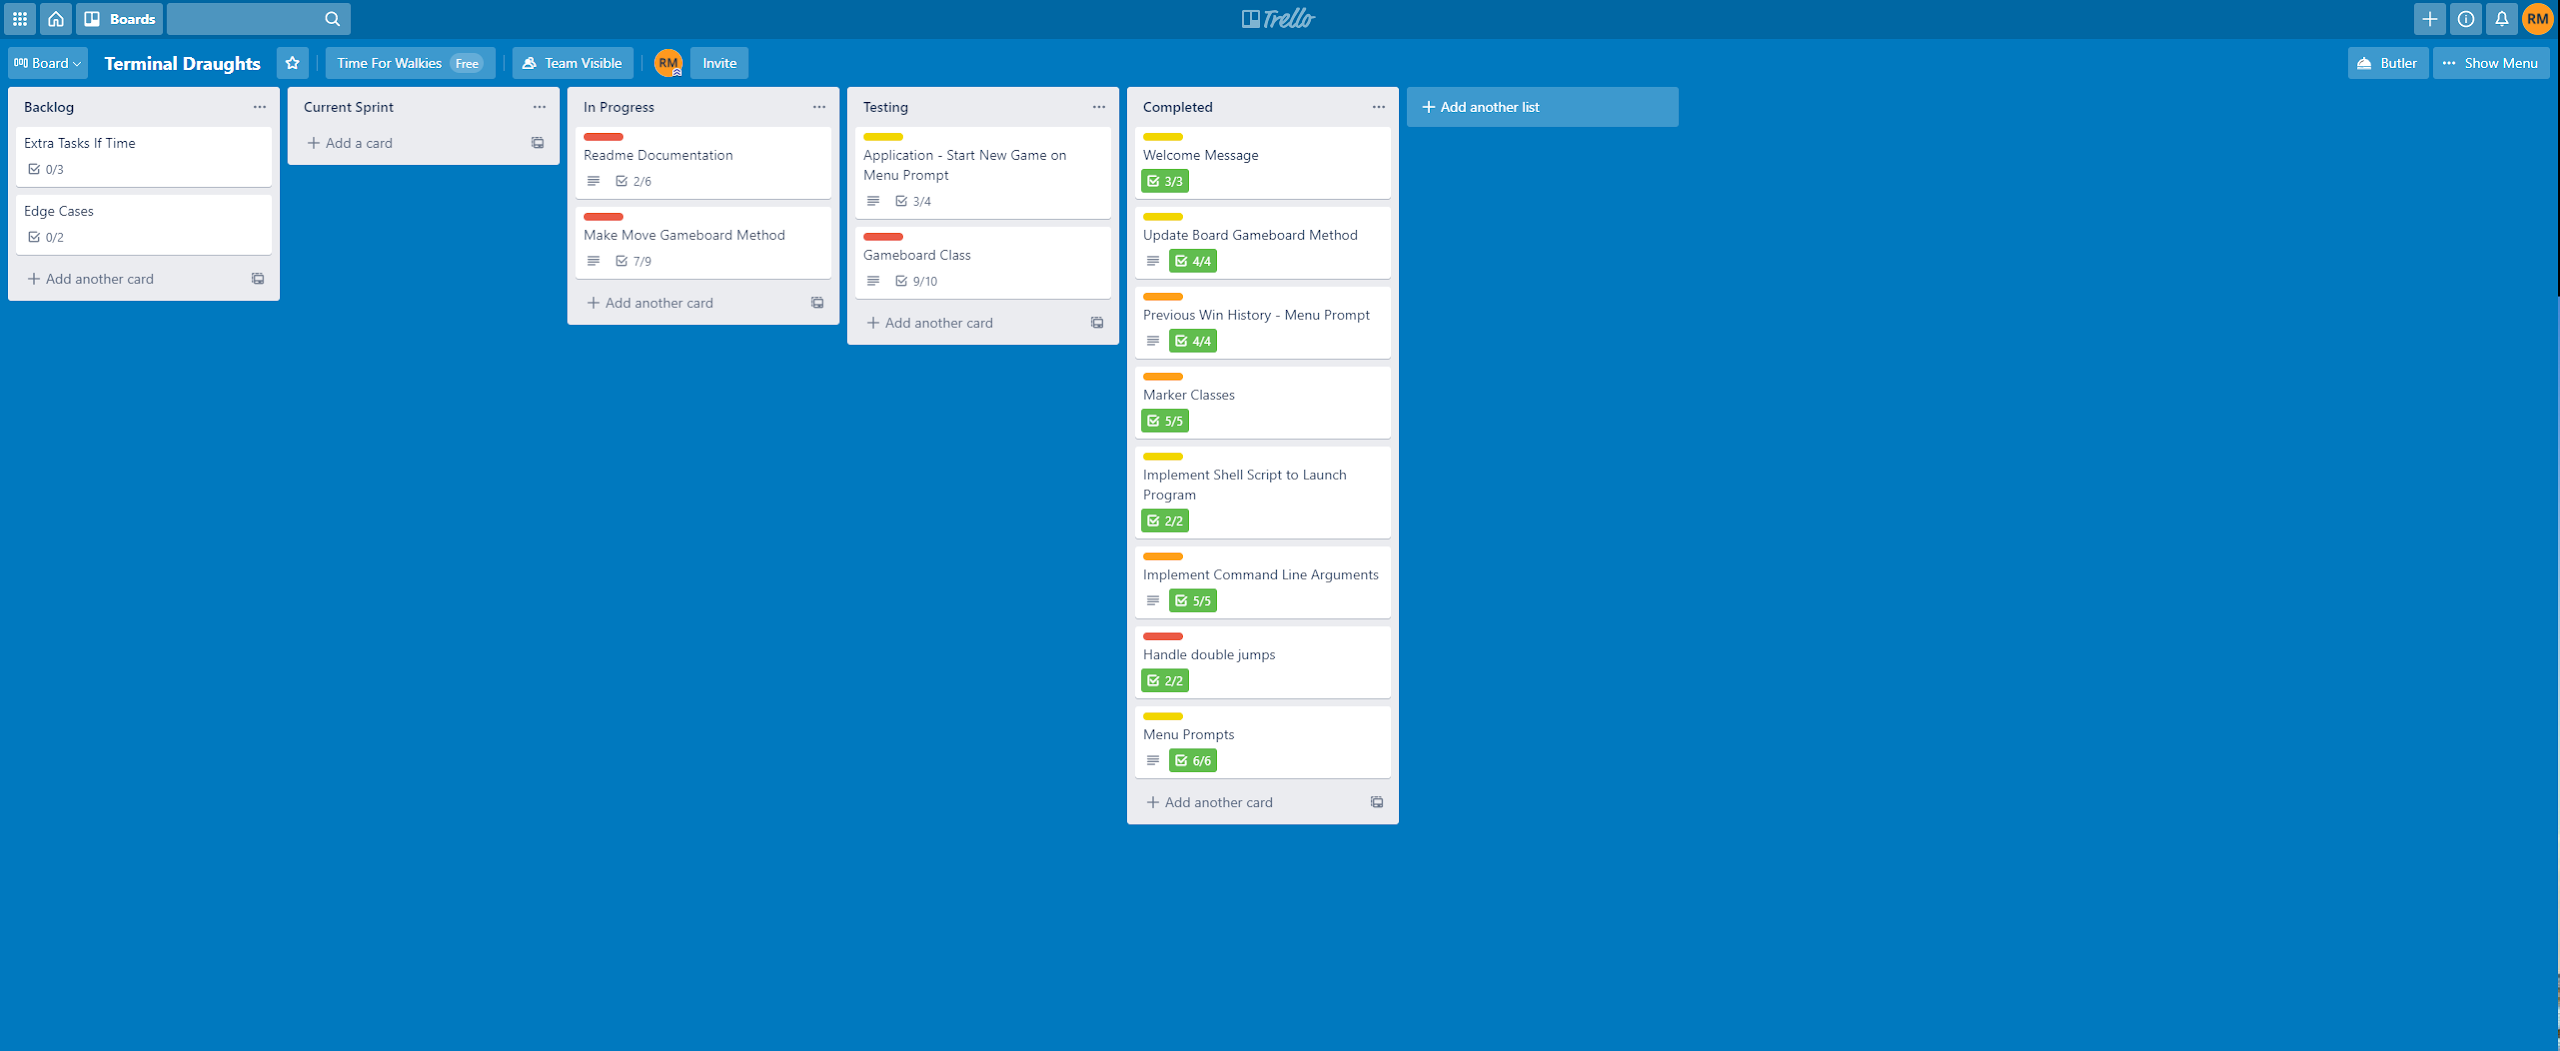 Boards
Trello
RM
Board
Terminal Draughts
Time For Walkies Free
Team Visible
RM
Invite
Butler
Show Menu
Backlog
Extra Tasks If Time
0/3
Edge Cases
0/2
Add another card
Current Sprint
Add a card
In Progress
Readme Documentation
2/6
Make Move Gameboard Method
7/9
Add another card
Testing
Application - Start New Game on
Menu Prompt
3/4
Gameboard Class
9/10
Add another card
Completed
Welcome Message
3/3
Update Board Gameboard Method
4/4
Previous Win History - Menu Prompt
4/4
Marker Classes
5/5
Implement Shell Script to Launch
Program
2/2
Implement Command Line Arguments
5/5
Handle double jumps
2/2
Menu Prompts
6/6
Add another card
Add another list